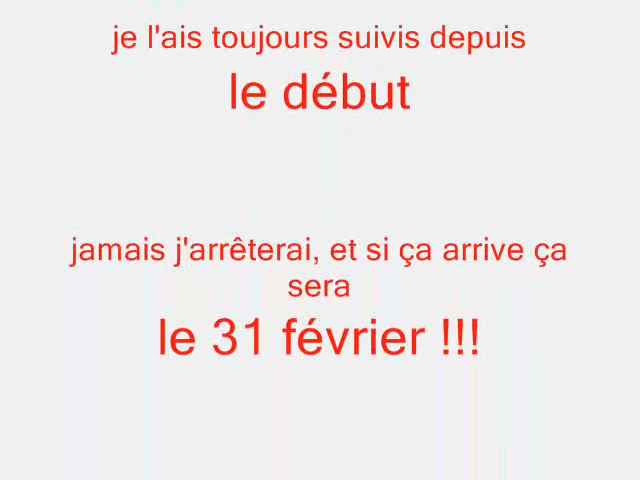 je l'ais toujours suivis depuis
le début
jamais j'arrêterai, et si ça arrive ça
sera
le 31 février !!!